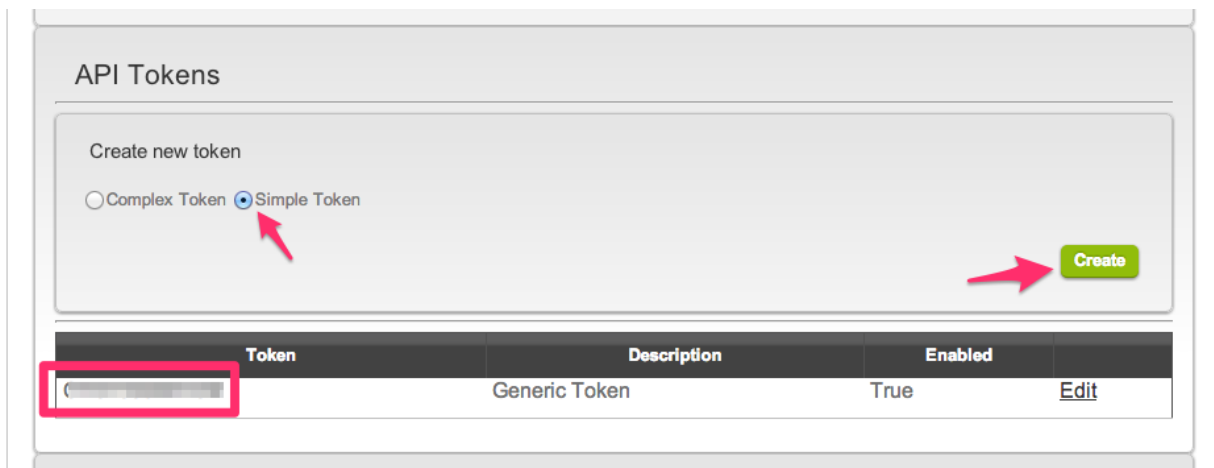 API Tokens
Create new token
Complex Token Simple Token
Create
Token Description Enabled
Generic Token True Edit